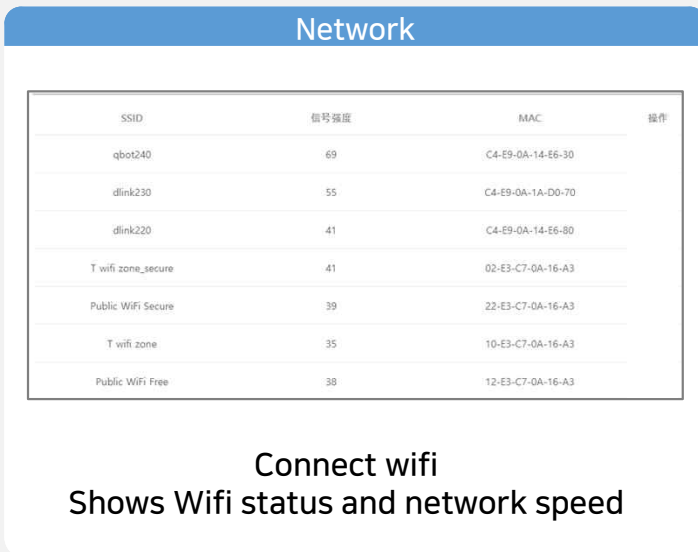 Network
SSID 信号强度 MAC 操作
qbot240 69 C4-E9-0A-14-E6-30
dlink230 55 C4-E9-0A-1A-D0-70
dlink220 41 C4-E9-0A-14-E6-80
T wifi zone_secure 41 02-E3-C7-0A-16-A3
Public WiFi Secure 39 22-E3-C7-0A-16-A3
T wifi zone 35 10-E3-C7-0A-16-A3
Public WiFi Free 38 12-E3-C7-0A-16-A3
Connect wifi
Shows Wifi status and network speed